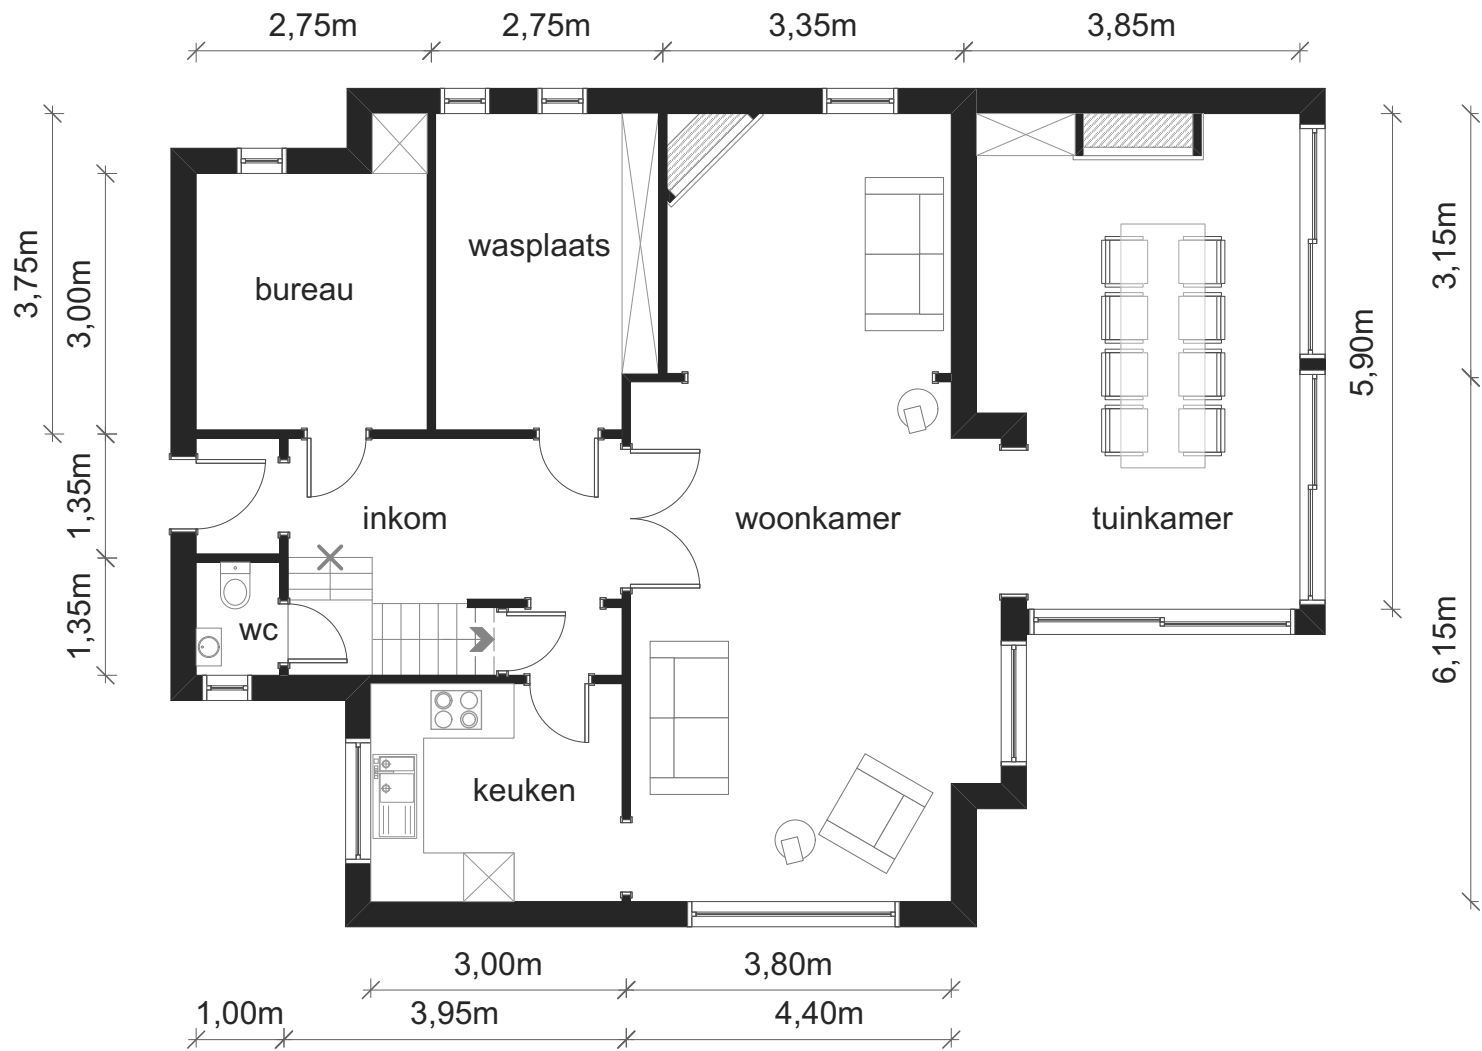 2,75m 2,75m 3,35m 3,85m
3,75m
3,00m
1,35m
1,35m
bureau
wasplaats
inkom
woonkamer
tuinkamer
wc
keuken
5,90m
3,15m
6,15m
3,00m 3,80m
1,00m 3,95m 4,40m